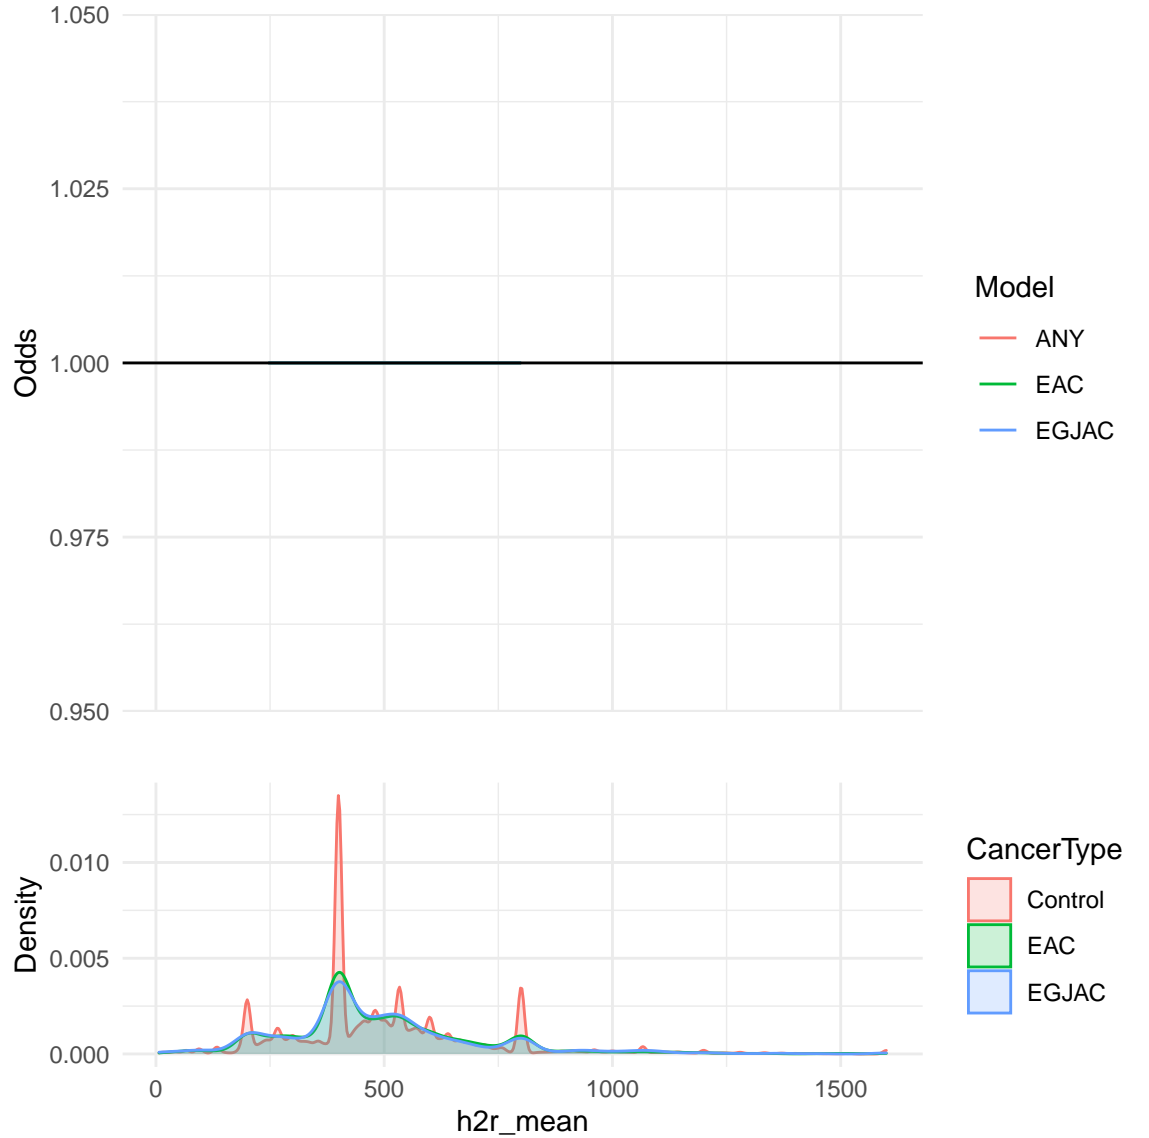 1.050
1.025
1.000
0.975
0.950
Odds
Model
ANY
EAC
EGJAC
0.010
0.005
0.000
Density
0
500
1000
1500
h2r_mean
CancerType
Control
EAC
EGJAC